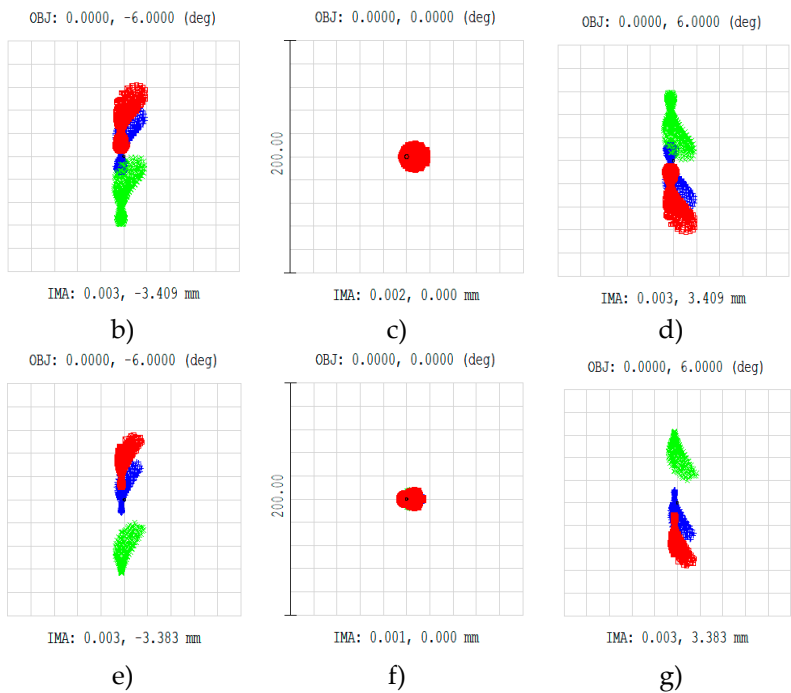 OBJ: 0.0000, -6.0000 (deg)
OBJ: 0.0000, 0.0000 (deg)
OBJ: 0.0000, 6.0000 (deg)
200.00
IMA: 0.003, -3.409 mm
IMA: 0.002, 0.000 mm
IMA: 0.003, 3.409 mm
b)
c)
d)
OBJ: 0.0000, -6.0000 (deg)
OBJ: 0.0000, 0.0000 (deg)
OBJ: 0.0000, 6.0000 (deg)
200.00
IMA: 0.003, -3.383 mm
IMA: 0.001, 0.000 mm
IMA: 0.003, 3.383 mm
e)
f)
g)